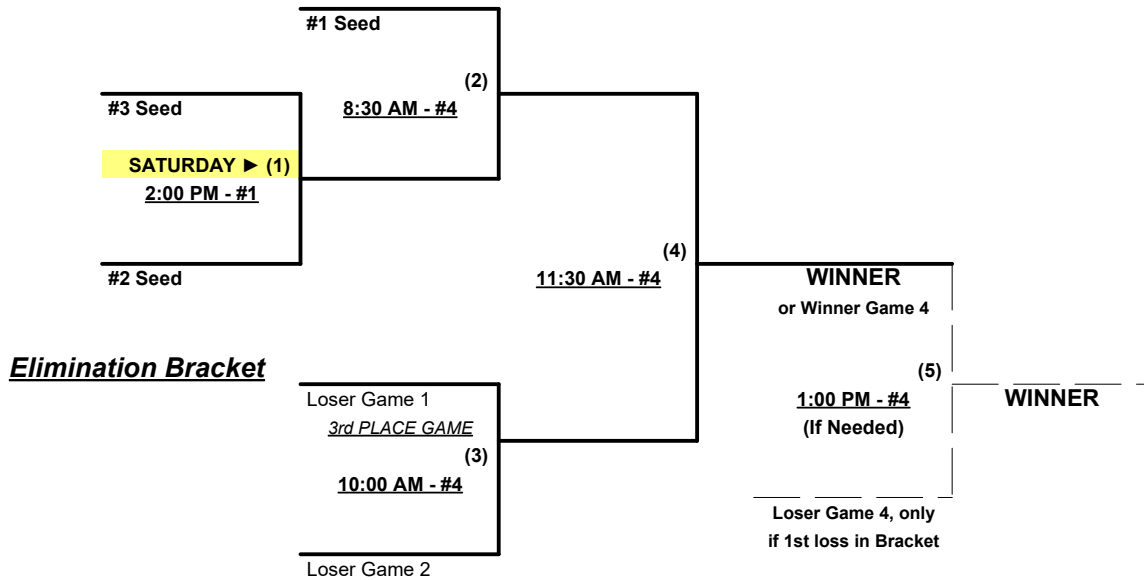 #1 Seed
(2)
8:30 AM - #4
#3 Seed
SATURDAY ► (1)
2:00 PM - #1
#2 Seed
(4)
11:30 AM - #4
WINNER
or Winner Game 4
(5)
1:00 PM - #4
(If Needed)
WINNER
Loser Game 4, only
if 1st loss in Bracket
Elimination Bracket
Loser Game 1
3rd PLACE GAME
(3)
10:00 AM - #4
Loser Game 2